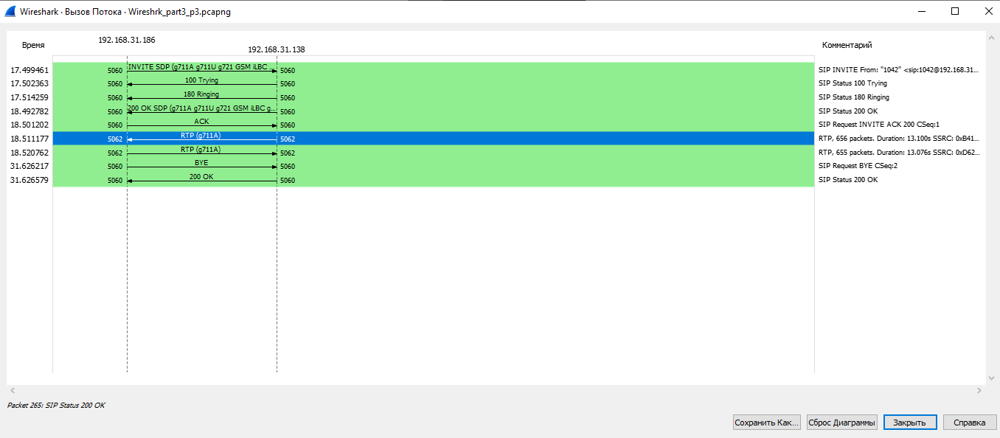 Wireshark · Вызов Потока · Wireshrk_part3_p3.pcapng
192.168.31.186
Время
192.168.31.138
Комментарий
17.499461 5060 INVITE SDP (g711A g711U g721 GSM iLBC ... 5060 SIP INVITE From: "1042" <sip:1042@192.168.31...
17.502363 5060 100 Trying 5060 SIP Status 100 Trying
17.514259 5060 180 Ringing 5060 SIP Status 180 Ringing
18.492782 5060 200 OK SDP (g711A g711U g721 GSM iLBC g... 5060 SIP Status 200 OK
18.501202 5060 ACK 5060 SIP Request INVITE ACK 200 CSeq:1
18.511177 5062 RTP (g711A) 5062 RTP, 656 packets. Duration: 13.100s SSRC: 0xB41...
18.520762 5062 RTP (g711A) 5062 RTP, 655 packets. Duration: 13.076s SSRC: 0xD62...
31.626217 5060 BYE 5060 SIP Request BYE CSeq:2
31.626579 5060 200 OK 5060 SIP Status 200 OK
Packet 265: SIP Status 200 OK
Сохранить Как... Сброс Диаграммы Закрыть Справка